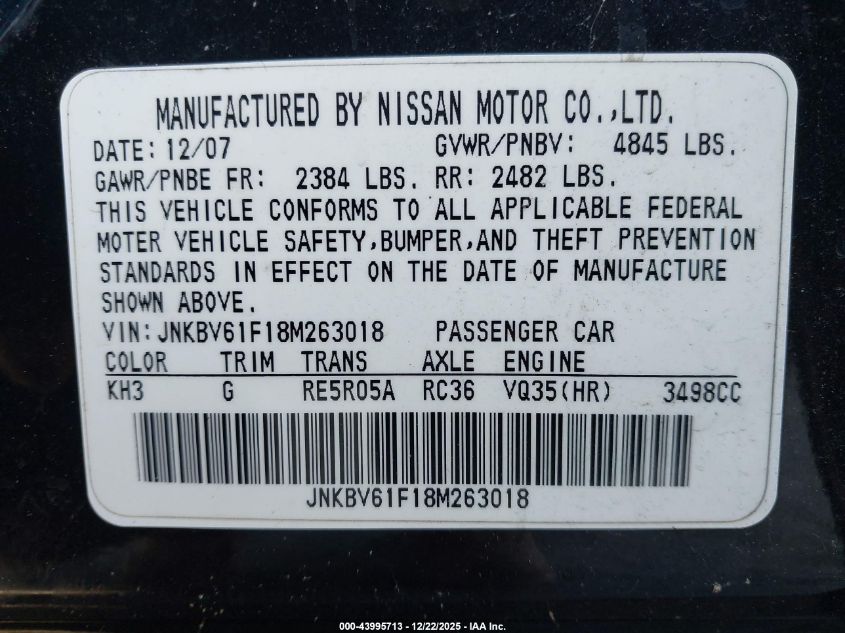 MANUFACTURED BY NISSAN MOTOR CO.,LTD.
DATE: 12/07 GVWR/PNBV: 4845 LBS.
GAWR/PNBE FR: 2384 LBS. RR: 2482 LBS.
THIS VEHICLE CONFORMS TO ALL APPLICABLE FEDERAL
MOTER VEHICLE SAFETY,BUMPER,AND THEFT PREVENTION
STANDARDS IN EFFECT ON THE DATE OF MANUFACTURE
SHOWN ABOVE.
VIN:JNKBV61F18M263018 PASSENGER CAR
COLOR TRIM TRANS AXLE ENGINE
KH3 G RE5R05A RC36 VQ35(HR) 3498CC
JNKBV61F18M263018
000-43995713 - 12/22/2025 - IAA Inc.